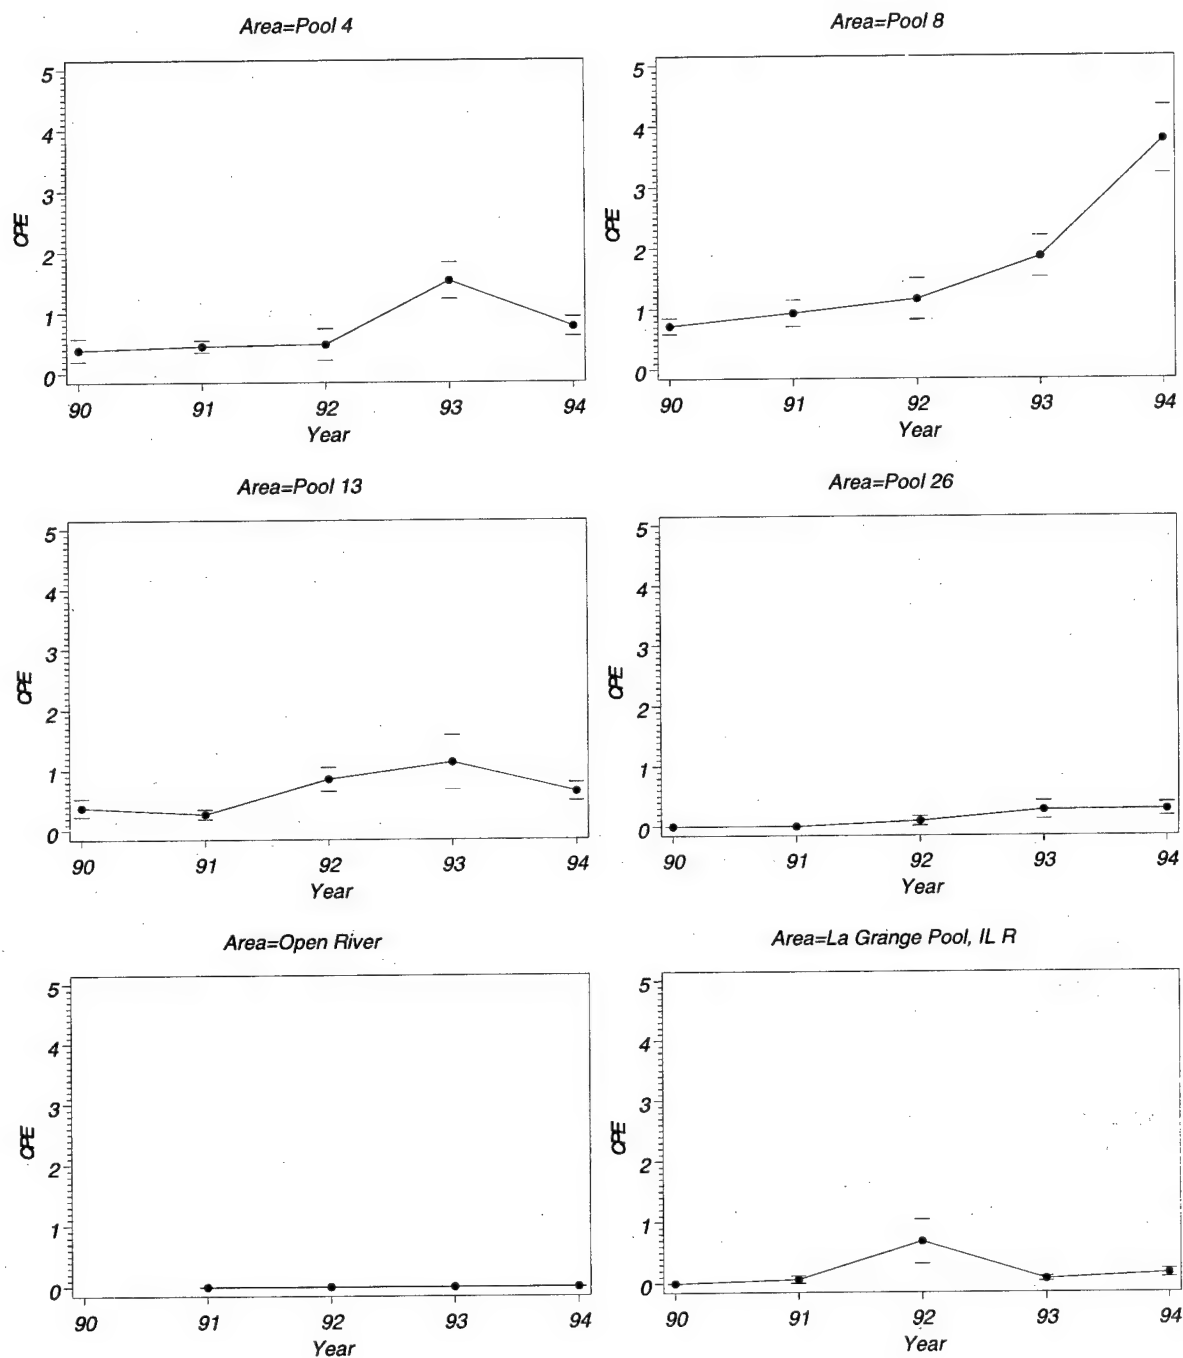 Area=Pool 4
5
4
3
2
1
0
CPE
90 91 92 93 94
Year
Area=Pool 8
5
4
3
2
1
0
CPE
90 91 92 93 94
Year
Area=Pool 13
5
4
3
2
1
0
CPE
90 91 92 93 94
Year
Area=Pool 26
5
4
3
2
1
0
CPE
90 91 92 93 94
Year
Area=Open River
5
4
3
2
1
0
CPE
90 91 92 93 94
Year
Area=La Grange Pool, IL R
5
4
3
2
1
0
CPE
90 91 92 93 94
Year